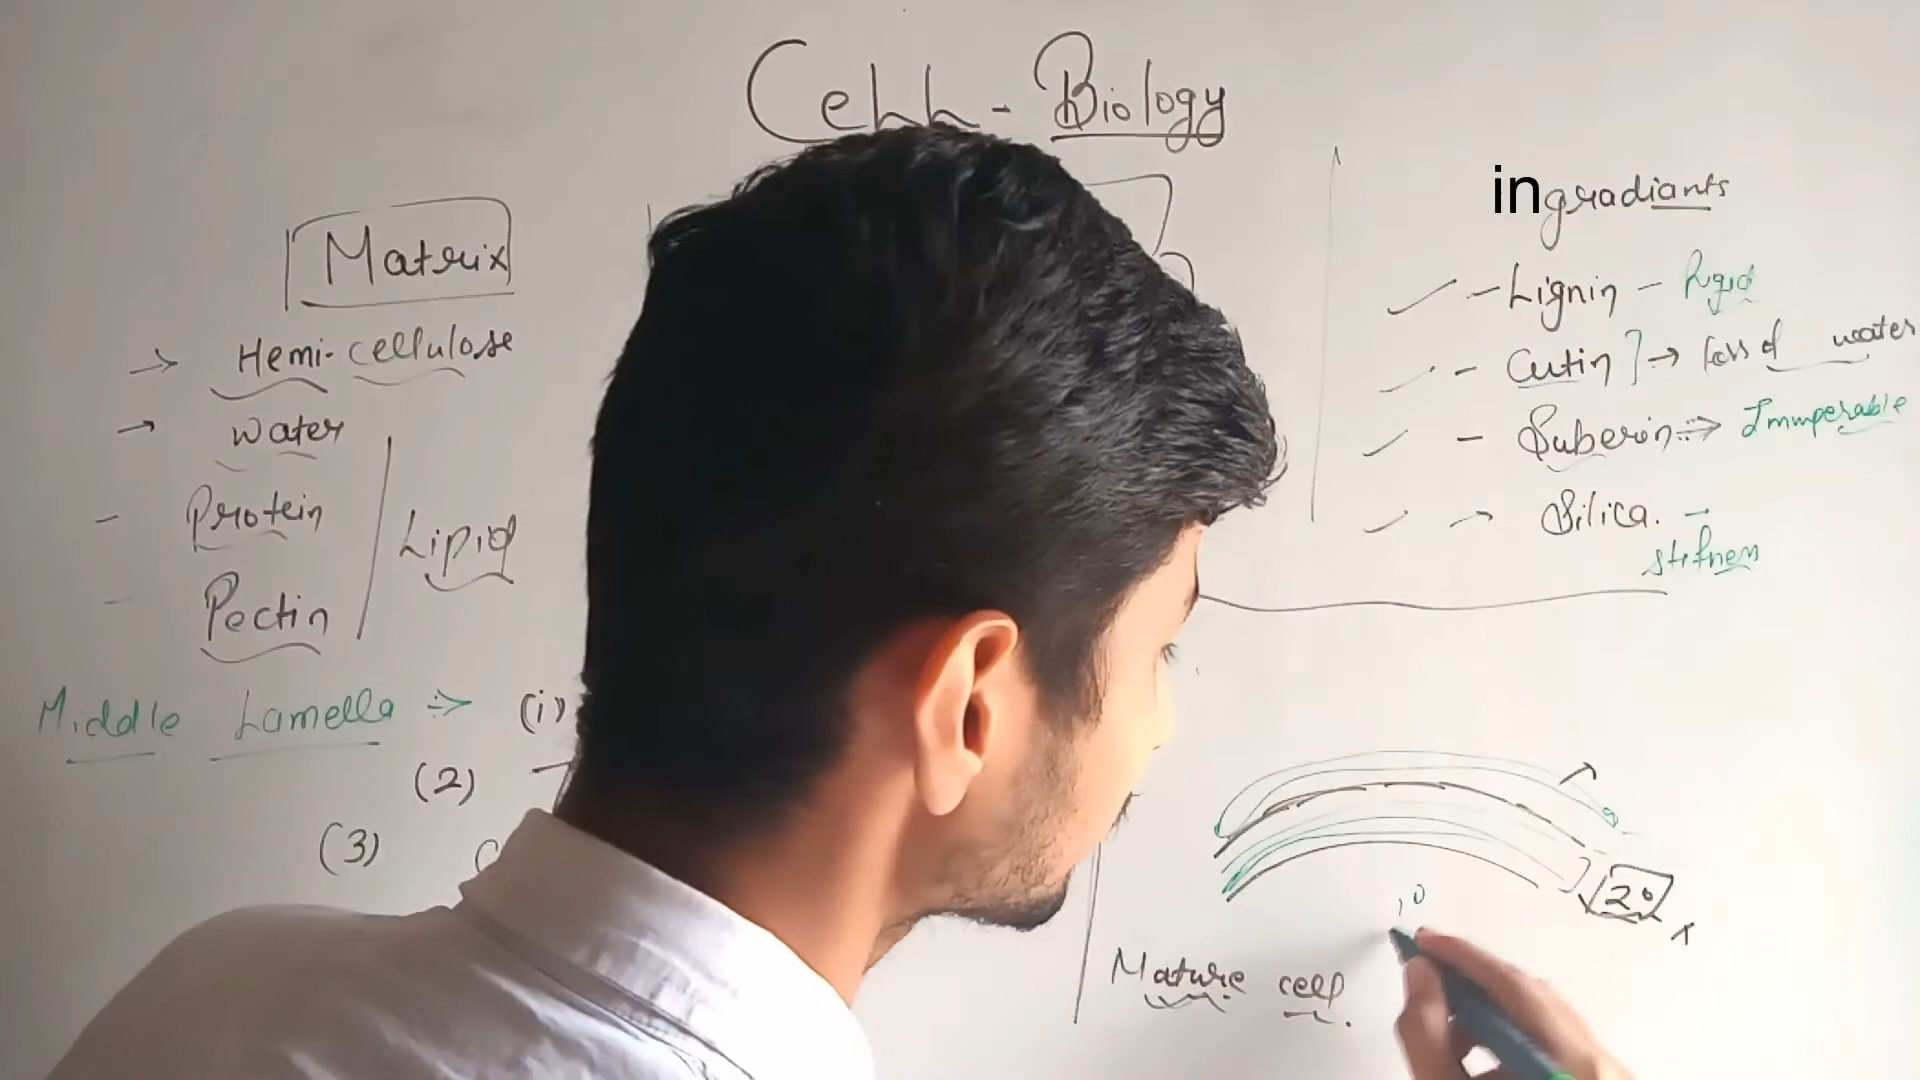 Cell - Biology
Matrix
→ Hemi-cellulose
→ water
- Protein
Lipid
- Pectin
Middle Lamella ⇒ (i)
(2)
(3)
ingradiants
- Lignin - Rigid
- Cutin ] → Loss of water
- Suberin ⇒ Immperable
→ Silica. -
stifness
2°
1°
Mature cell.